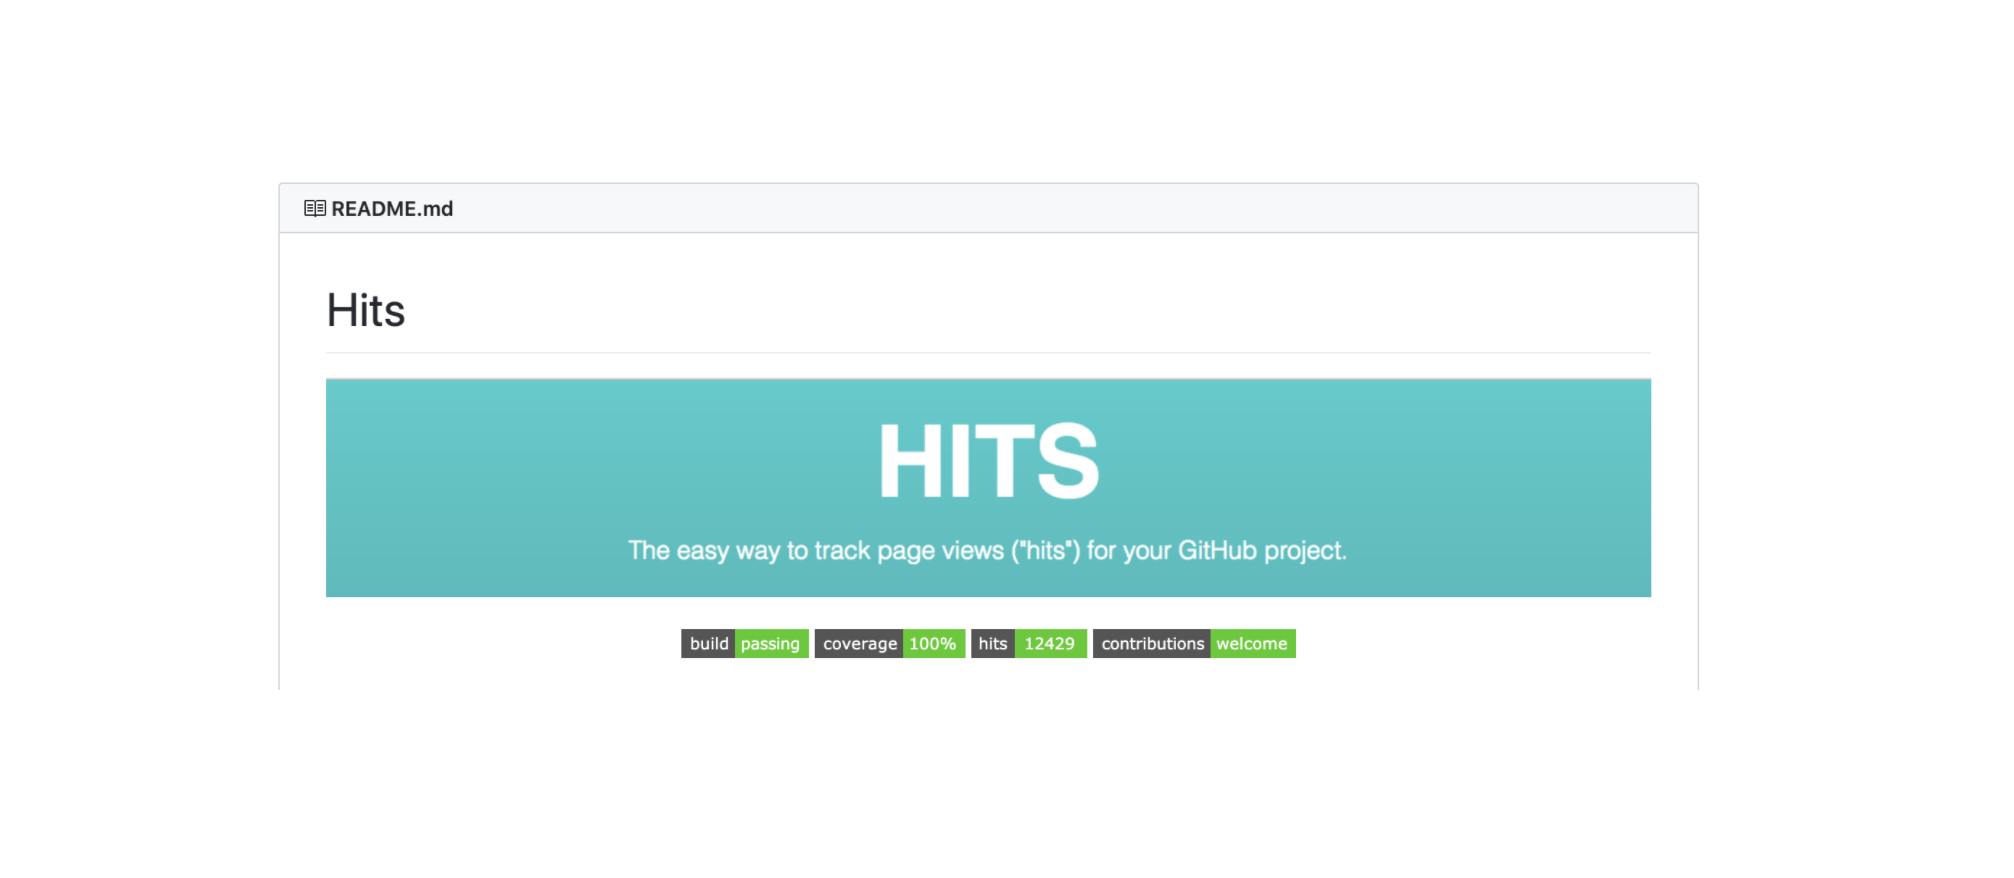 README.md
Hits
HITS
The easy way to track page views ("hits") for your GitHub project.
build passing coverage 100% hits 12429 contributions welcome